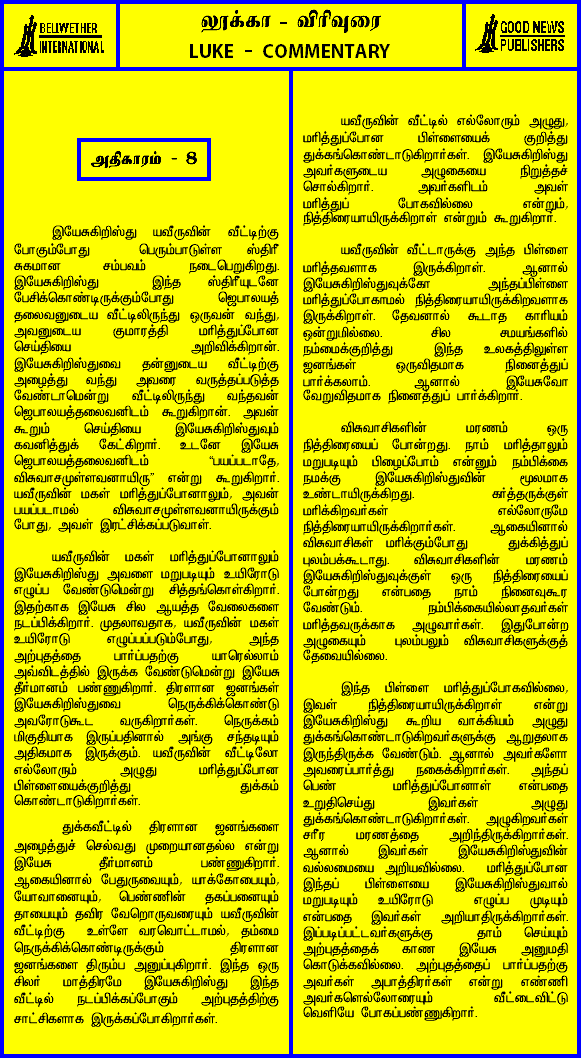 BELLWETHER
INTERNATIONAL
லூக்கா - விரிவுரை
LUKE - COMMENTARY
GOOD NEWS
PUBLISHERS
அதிகாரம் - 8
இயேசுகிறிஸ்து யவீருவின் வீட்டிற்கு
போகும்போது பெரும்பாடுள்ள ஸ்திரீ
சுகமான சம்பவம் நடைபெறுகிறது.
இயேசுகிறிஸ்து இந்த ஸ்திரீயுடனே
பேசிக்கொண்டிருக்கும்போது ஜெபாலயத்
தலைவனுடைய வீட்டிலிருந்து ஒருவன் வந்து,
அவனுடைய குமாரத்தி மரித்துப்போன
செய்தியை அறிவிக்கிறான்.
இயேசுகிறிஸ்துவை தன்னுடைய வீட்டிற்கு
அழைத்து வந்து அவரை வருத்தப்படுத்த
வேண்டாமென்று வீட்டிலிருந்து வந்தவன்
ஜெபாலயத்தலைவனிடம் கூறுகிறான். அவன்
கூறும் செய்தியை இயேசுகிறிஸ்துவும்
கவனித்துக் கேட்கிறார். உடனே இயேசு
ஜெபாலயத்தலைவனிடம் “பயப்படாதே,
விசுவாசமுள்ளவனாயிரு” என்று கூறுகிறார்.
யவீருவின் மகள் மரித்துப்போனாலும், அவன்
பயப்படாமல் விசுவாசமுள்ளவனாயிருக்கும்
போது, அவள் இரட்சிக்கப்படுவாள்.
யவீருவின் மகள் மரித்துப்போனாலும்
இயேசுகிறிஸ்து அவளை மறுபடியும் உயிரோடு
எழுப்ப வேண்டுமென்று சித்தங்கொள்கிறார்.
இதற்காக இயேசு சில ஆயத்த வேலைகளை
நடப்பிக்கிறார். முதலாவதாக, யவீருவின் மகள்
உயிரோடு எழுப்பப்படும்போது, அந்த
அற்புதத்தை பார்ப்பதற்கு யாரெல்லாம்
அவ்விடத்தில் இருக்க வேண்டுமென்று இயேசு
தீர்மானம் பண்ணுகிறார். திரளான ஜனங்கள்
இயேசுகிறிஸ்துவை நெருக்கிக்கொண்டு
அவரோடுகூட வருகிறார்கள். நெருக்கம்
மிகுதியாக இருப்பதினால் அங்கு சந்தடியும்
அதிகமாக இருக்கும். யவீருவின் வீட்டிலோ
எல்லோரும் அழுது மரித்துப்போன
பிள்ளையைக்குறித்து துக்கம்
கொண்டாடுகிறார்கள்.
துக்கவீட்டில் திரளான ஜனங்களை
அழைத்துச் செல்வது முறையானதல்ல என்று
இயேசு தீர்மானம் பண்ணுகிறார்.
ஆகையினால் பேதுருவையும், யாக்கோபையும்,
யோவானையும், பெண்ணின் தகப்பனையும்
தாயையும் தவிர வேறொருவரையும் யவீருவின்
வீட்டிற்கு உள்ளே வரவொட்டாமல், தம்மை
நெருக்கிக்கொண்டிருக்கும் திரளான
ஜனங்களை திரும்ப அனுப்புகிறார். இந்த ஒரு
சிலர் மாத்திரமே இயேசுகிறிஸ்து இந்த
வீட்டில் நடப்பிக்கப்போகும் அற்புதத்திற்கு
சாட்சிகளாக இருக்கப்போகிறார்கள்.
யவீருவின் வீட்டில் எல்லோரும் அழுது,
மரித்துப்போன பிள்ளையைக் குறித்து
துக்கங்கொண்டாடுகிறார்கள். இயேசுகிறிஸ்து
அவர்களுடைய அழுகையை நிறுத்தச்
சொல்கிறார். அவர்களிடம் அவள்
மரித்துப் போகவில்லை என்றும்,
நித்திரையாயிருக்கிறாள் என்றும் கூறுகிறார்.
யவீருவின் வீட்டாருக்கு அந்த பிள்ளை
மரித்தவளாக இருக்கிறாள். ஆனால்
இயேசுகிறிஸ்துவுக்கோ அந்தப்பிள்ளை
மரித்துப்போகாமல் நித்திரையாயிருக்கிறவளாக
இருக்கிறாள். தேவனால் கூடாத காரியம்
ஒன்றுமில்லை. சில சமயங்களில்
நம்மைக்குறித்து இந்த உலகத்திலுள்ள
ஜனங்கள் ஒருவிதமாக நினைத்துப்
பார்க்கலாம். ஆனால் இயேசுவோ
வேறுவிதமாக நினைத்துப் பார்க்கிறார்.
விசுவாசிகளின் மரணம் ஒரு
நித்திரையைப் போன்றது. நாம் மரித்தாலும்
மறுபடியும் பிழைப்போம் என்னும் நம்பிக்கை
நமக்கு இயேசுகிறிஸ்துவின் மூலமாக
உண்டாயிருக்கிறது. கர்த்தருக்குள்
மரிக்கிறவர்கள் எல்லோருமே
நித்திரையாயிருக்கிறார்கள். ஆகையினால்
விசுவாசிகள் மரிக்கும்போது துக்கித்துப்
புலம்பக்கூடாது. விசுவாசிகளின் மரணம்
இயேசுகிறிஸ்துவுக்குள் ஒரு நித்திரையைப்
போன்றது என்பதை நாம் நினைவுகூர
வேண்டும். நம்பிக்கையில்லாதவர்கள்
மரித்தவருக்காக அழுவார்கள். இதுபோன்ற
அழுகையும் புலம்பலும் விசுவாசிகளுக்குத்
தேவையில்லை.
இந்த பிள்ளை மரித்துப்போகவில்லை,
இவள் நித்திரையாயிருக்கிறாள் என்று
இயேசுகிறிஸ்து கூறிய வாக்கியம் அழுது
துக்கங்கொண்டாடுகிறவர்களுக்கு ஆறுதலாக
இருந்திருக்க வேண்டும். ஆனால் அவர்களோ
அவரைப்பார்த்து நகைக்கிறார்கள். அந்தப்
பெண் மரித்துப்போனாள் என்பதை
உறுதிசெய்து இவர்கள் அழுது
துக்கங்கொண்டாடுகிறார்கள். அழுகிறவர்கள்
சரீர மரணத்தை அறிந்திருக்கிறார்கள்.
ஆனால் இவர்கள் இயேசுகிறிஸ்துவின்
வல்லமையை அறியவில்லை. மரித்துப்போன
இந்தப் பிள்ளையை இயேசுகிறிஸ்துவால்
மறுபடியும் உயிரோடு எழுப்ப முடியும்
என்பதை இவர்கள் அறியாதிருக்கிறார்கள்.
இப்படிப்பட்டவர்களுக்கு தாம் செய்யும்
அற்புதத்தைக் காண இயேசு அனுமதி
கொடுக்கவில்லை. அற்புதத்தைப் பார்ப்பதற்கு
அவர்கள் அபாத்திரர்கள் என்று எண்ணி
அவர்களெல்லோரையும் வீட்டைவிட்டு
வெளியே போகப்பண்ணுகிறார்.